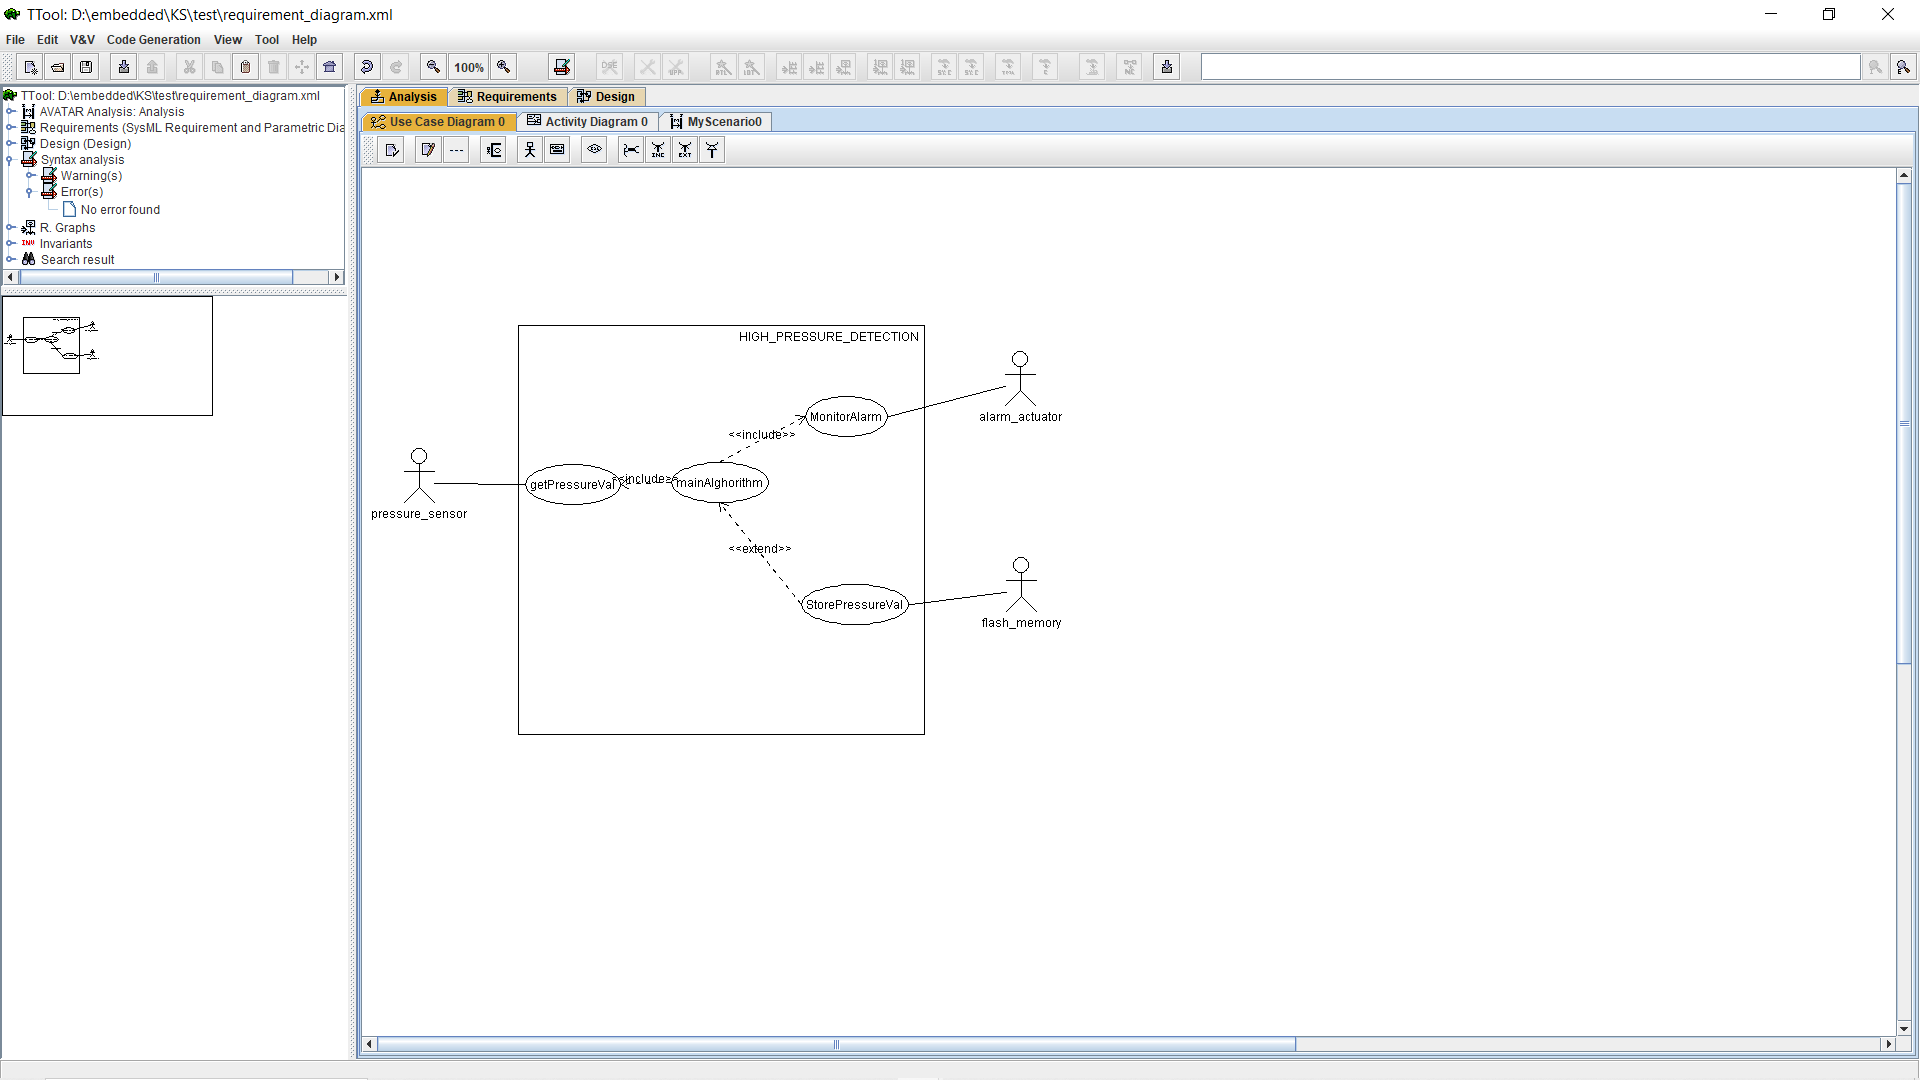 TTool: D:\embedded\KS\test\requirement_diagram.xml
File Edit V&V Code Generation View Tool Help
100%
TTool: D:\embedded\KS\test\requirement_diagram.xml
AVATAR Analysis: Analysis
Requirements (SysML Requirement and Parametric Dia
Design (Design)
Syntax analysis
Warning(s)
Error(s)
No error found
R. Graphs
Invariants
Search result
Analysis Requirements Design
Use Case Diagram 0 Activity Diagram 0 MyScenario0
HIGH_PRESSURE_DETECTION
MonitorAlarm
alarm_actuator
<<include>>
getPressureVal
<<include>>
mainAlghorithm
pressure_sensor
<<extend>>
StorePressureVal
flash_memory